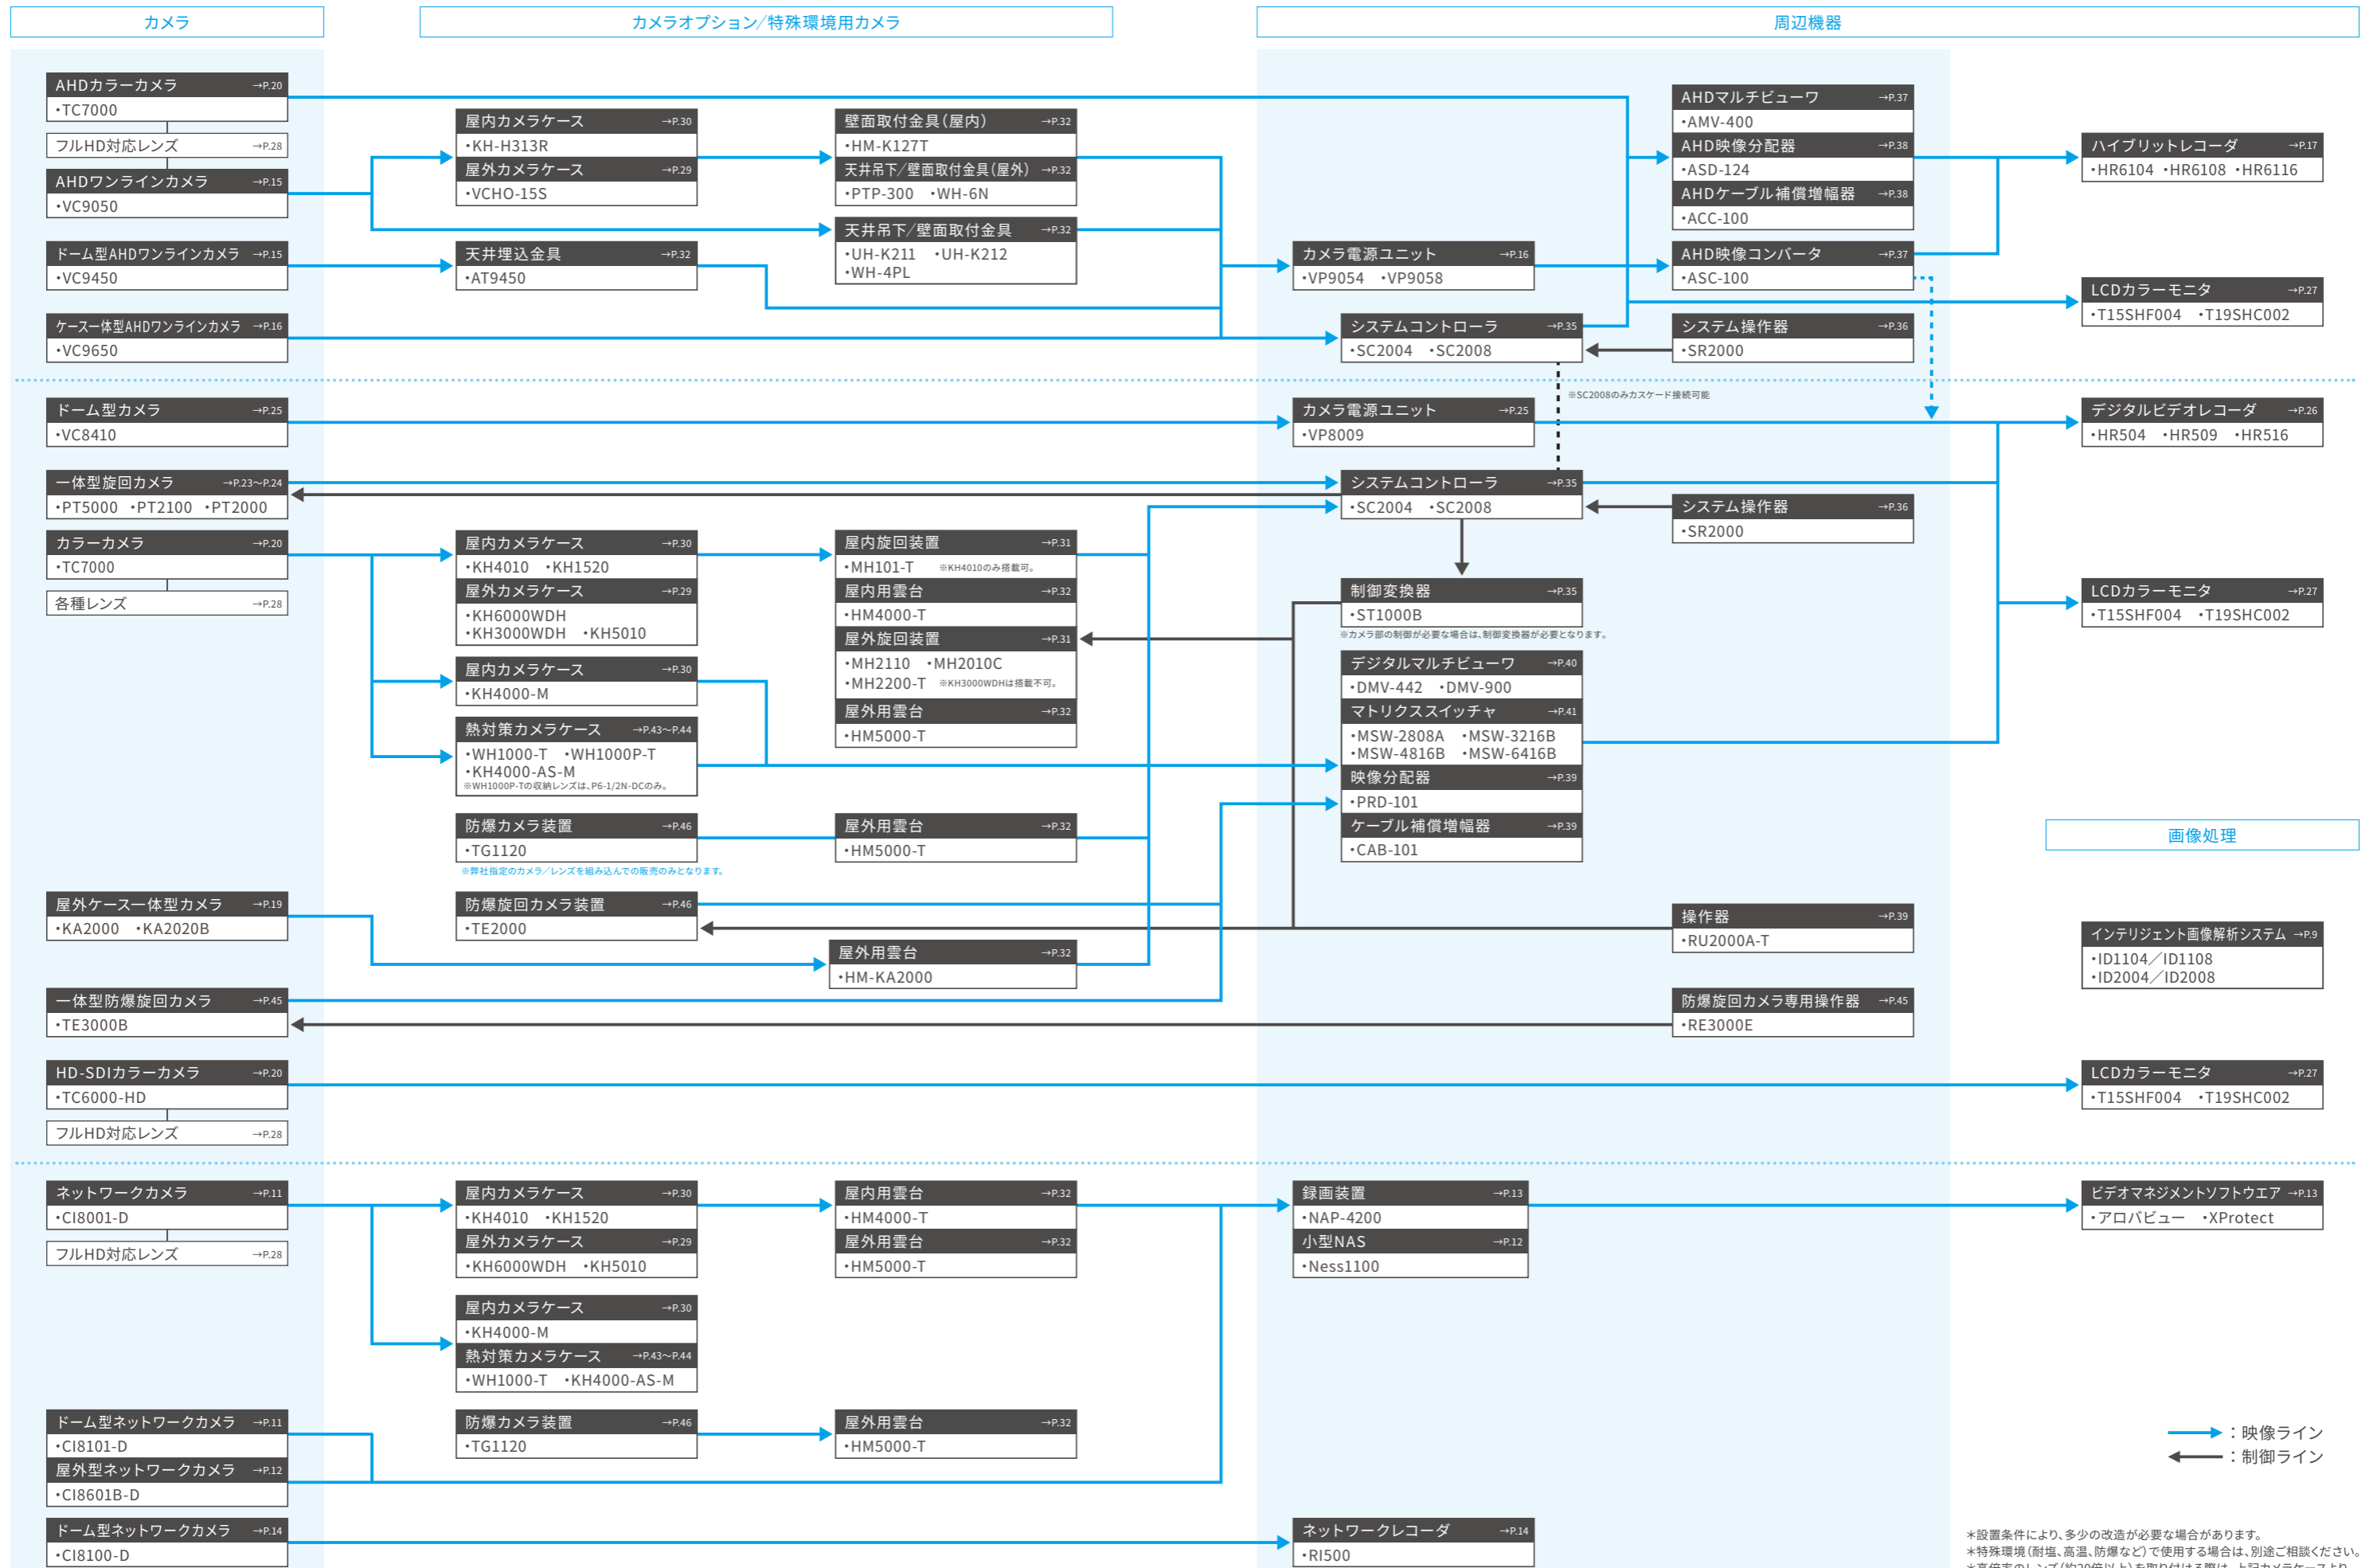 カメラ
カメラオプション/特殊環境用カメラ
周辺機器
AHDカラーカメラ →P.20
・TC7000
フルHD対応レンズ →P.28
AHDワンラインカメラ →P.15
・VC9050
ドーム型AHDワンラインカメラ →P.15
・VC9450
ケース一体型AHDワンラインカメラ →P.16
・VC9650
屋内カメラケース →P.30
・KH-H313R
屋外カメラケース →P.29
・VCHO-15S
天井埋込金具 →P.32
・AT9450
壁面取付金具(屋内) →P.32
・HM-K127T
天井吊下/壁面取付金具(屋外) →P.32
・PTP-300 ・WH-6N
天井吊下/壁面取付金具 →P.32
・UH-K211 ・UH-K212
・WH-4PL
カメラ電源ユニット →P.16
・VP9054 ・VP9058
システムコントローラ →P.35
・SC2004 ・SC2008
AHDマルチビューワ →P.37
・AMV-400
AHD映像分配器 →P.38
・ASD-124
AHDケーブル補償増幅器 →P.38
・ACC-100
AHD映像コンバータ →P.37
・ASC-100
システム操作器 →P.36
・SR2000
ハイブリットレコーダ →P.17
・HR6104 ・HR6108 ・HR6116
LCDカラーモニタ →P.27
・T15SHF004 ・T19SHC002
※SC2008のみカスケード接続可能
ドーム型カメラ →P.25
・VC8410
一体型旋回カメラ →P.23〜P.24
・PT5000 ・PT2100 ・PT2000
カラーカメラ →P.20
・TC7000
各種レンズ →P.28
屋内カメラケース →P.30
・KH4010 ・KH1520
屋外カメラケース →P.29
・KH6000WDH
・KH3000WDH ・KH5010
屋内カメラケース →P.30
・KH4000-M
熱対策カメラケース →P.43〜P.44
・WH1000-T ・WH1000P-T
・KH4000-AS-M
※WH1000P-Tの収納レンズは、P6-1/2N-DCのみ。
防爆カメラ装置 →P.46
・TG1120
※弊社指定のカメラ/レンズを組み込んでの販売のみとなります。
防爆旋回カメラ装置 →P.46
・TE2000
屋内旋回装置 →P.31
・MH101-T ※KH4010のみ搭載可。
屋内用雲台 →P.32
・HM4000-T
屋外旋回装置 →P.31
・MH2110 ・MH2010C
・MH2200-T ※KH3000WDHは搭載不可。
屋外用雲台 →P.32
・HM5000-T
屋外用雲台 →P.32
・HM5000-T
屋外用雲台 →P.32
・HM-KA2000
カメラ電源ユニット →P.25
・VP8009
システムコントローラ →P.35
・SC2004 ・SC2008
システム操作器 →P.36
・SR2000
制御変換器 →P.35
・ST1000B
※カメラ部の制御が必要な場合は、制御変換器が必要となります。
デジタルマルチビューワ →P.40
・DMV-442 ・DMV-900
マトリクススイッチャ →P.41
・MSW-2808A ・MSW-3216B
・MSW-4816B ・MSW-6416B
映像分配器 →P.39
・PRD-101
ケーブル補償増幅器 →P.39
・CAB-101
デジタルビデオレコーダ →P.26
・HR504 ・HR509 ・HR516
LCDカラーモニタ →P.27
・T15SHF004 ・T19SHC002
画像処理
インテリジェント画像解析システム →P.9
・ID1104/ID1108
・ID2004/ID2008
屋外ケース一体型カメラ →P.19
・KA2000 ・KA2020B
操作器 →P.39
・RU2000A-T
一体型防爆旋回カメラ →P.45
・TE3000B
防爆旋回カメラ専用操作器 →P.45
・RE3000E
HD-SDIカラーカメラ →P.20
・TC6000-HD
フルHD対応レンズ →P.28
LCDカラーモニタ →P.27
・T15SHF004 ・T19SHC002
ネットワークカメラ →P.11
・CI8001-D
フルHD対応レンズ →P.28
屋内カメラケース →P.30
・KH4010 ・KH1520
屋外カメラケース →P.29
・KH6000WDH ・KH5010
屋内カメラケース →P.30
・KH4000-M
熱対策カメラケース →P.43〜P.44
・WH1000-T ・KH4000-AS-M
屋内用雲台 →P.32
・HM4000-T
屋外用雲台 →P.32
・HM5000-T
録画装置 →P.13
・NAP-4200
小型NAS →P.12
・Ness1100
ビデオマネジメントソフトウエア →P.13
・アロバビュー ・XProtect
ドーム型ネットワークカメラ →P.11
・CI8101-D
屋外型ネットワークカメラ →P.12
・CI8601B-D
防爆カメラ装置 →P.46
・TG1120
屋外用雲台 →P.32
・HM5000-T
ドーム型ネットワークカメラ →P.14
・CI8100-D
ネットワークレコーダ →P.14
・RI500
：映像ライン
：制御ライン
＊設置条件により、多少の改造が必要な場合があります。
＊特殊環境(耐塩、高温、防爆など)で使用する場合は、別途ご相談ください。
＊高倍率のレンズ(約20倍以上)を取り付ける際は、上記カメラケースより